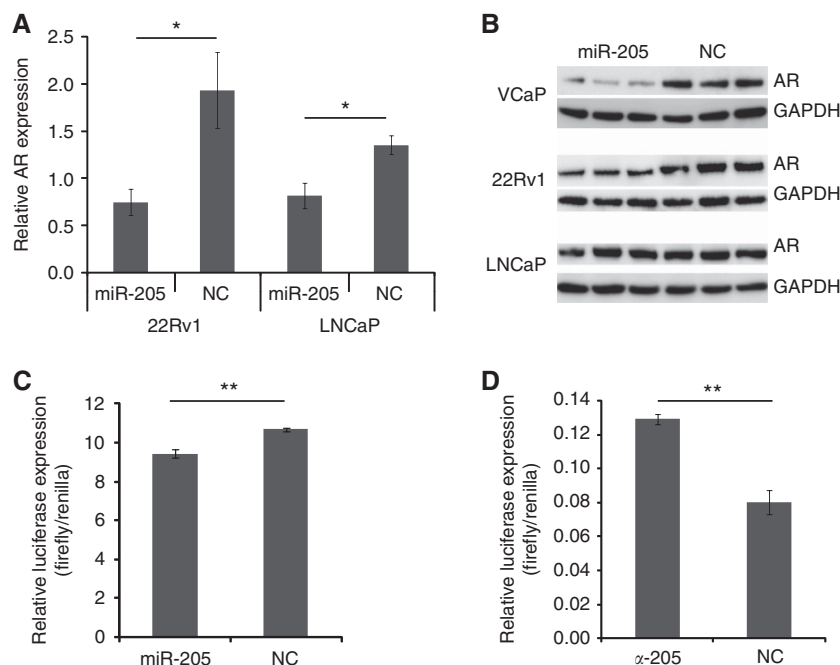 A
Relative AR expression
2.5
2.0
1.5
1.0
0.5
0.0
*
*
miR-205 NC miR-205 NC
22Rv1 LNCaP
B
miR-205 NC
VCaP
AR
GAPDH
22Rv1
AR
GAPDH
LNCaP
AR
GAPDH
C
Relative luciferase expression
(firefly/renilla)
12
10
8
6
4
2
0
**
miR-205 NC
D
Relative luciferase expression
(firefly/renilla)
0.14
0.12
0.10
0.08
0.06
0.04
0.02
0.00
**
α-205 NC